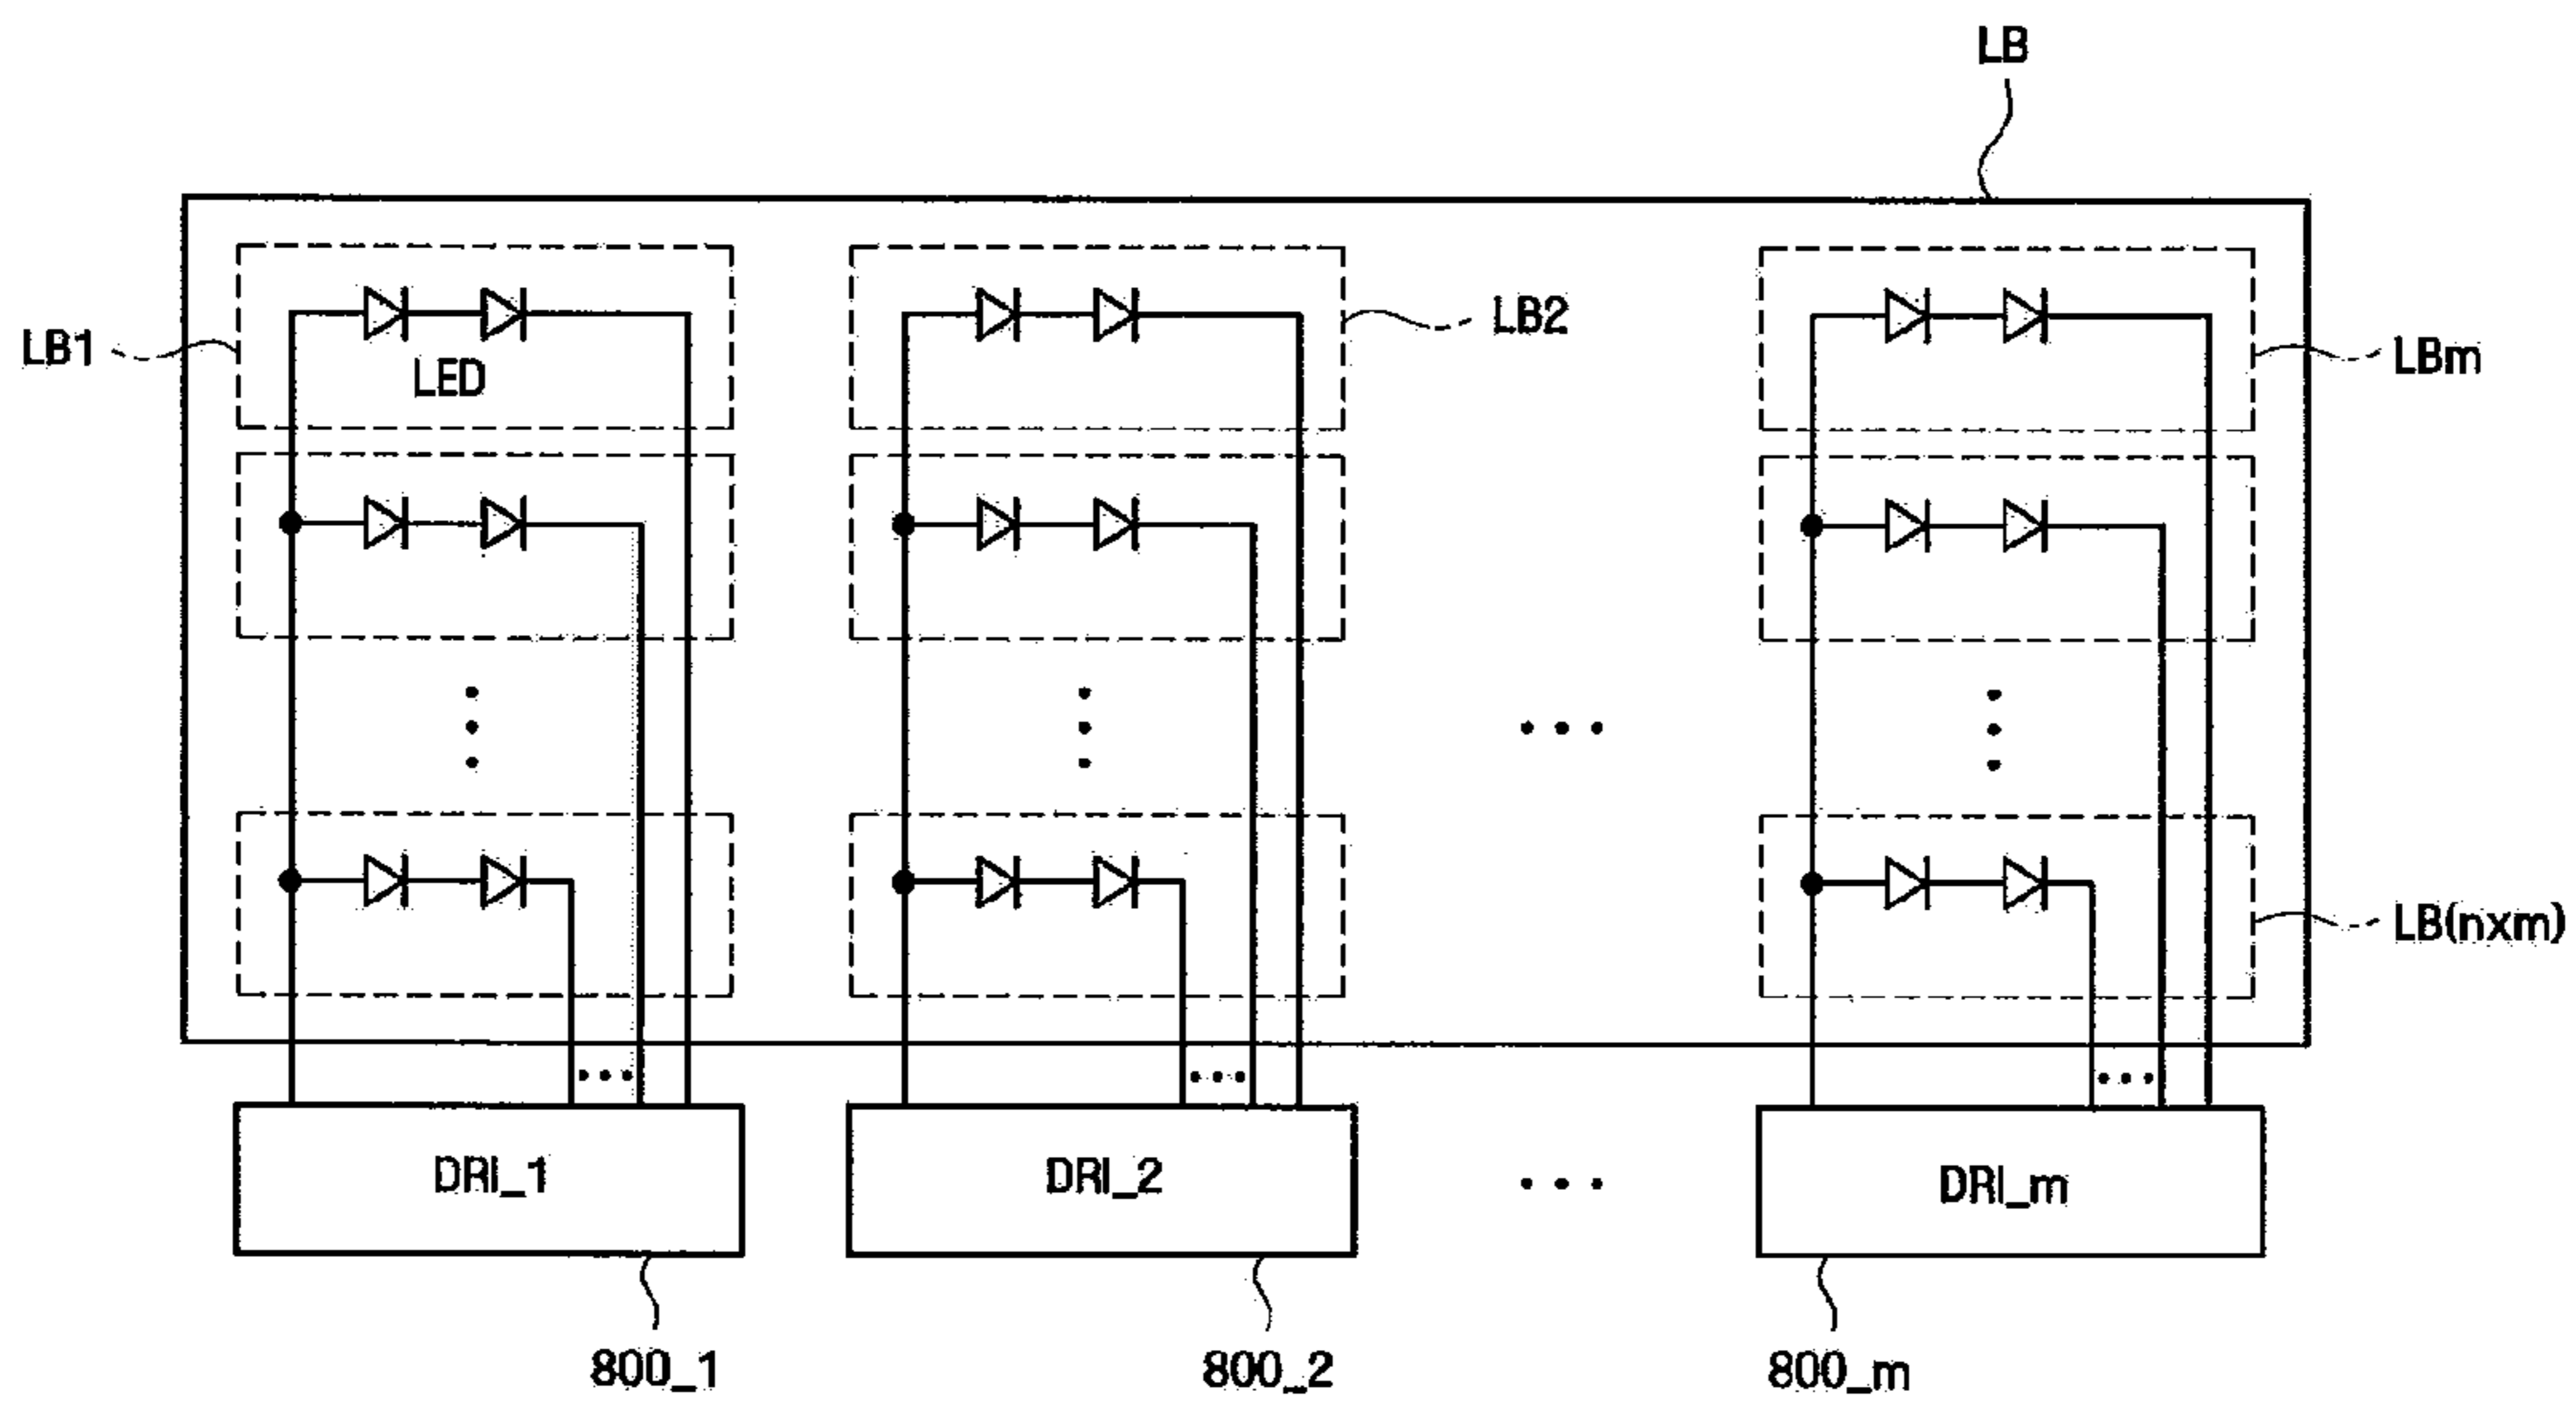 LB
LB1
LED
LB2
LBm
LB(nxm)
DRI_1
DRI_2
DRI_m
800_1
800_2
800_m